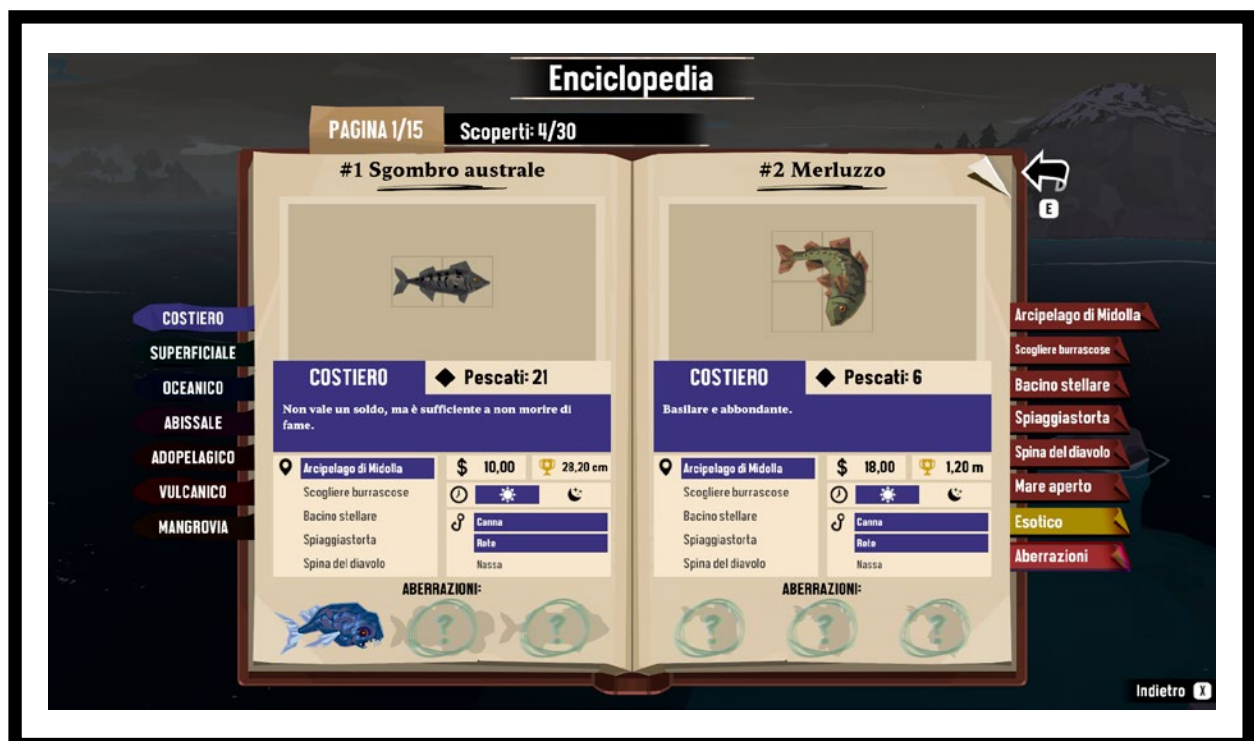 Enciclopedia
PAGINA 1/15
Scoperti: 4/30
#1 Sgombro australe
#2 Merluzzo
E
COSTIERO
SUPERFICIALE
OCEANICO
ABISSALE
ADOPELAGICO
VULCANICO
MANGROVIA
COSTIERO
Pescati: 21
Non vale un soldo, ma è sufficiente a non morire di
fame.
Arcipelago di Midolla
Scogliere burrascose
Bacino stellare
Spiaggiastorta
Spina del diavolo
$ 10,00
28,20 cm
Canna
Rete
Nassa
ABERRAZIONI:
? ?
COSTIERO
Pescati: 6
Basilare e abbondante.
Arcipelago di Midolla
Scogliere burrascose
Bacino stellare
Spiaggiastorta
Spina del diavolo
$ 18,00
1,20 m
Canna
Rete
Nassa
ABERRAZIONI:
? ? ?
Arcipelago di Midolla
Scogliere burrascose
Bacino stellare
Spiaggiastorta
Spina del diavolo
Mare aperto
Esotico
Aberrazioni
Indietro X